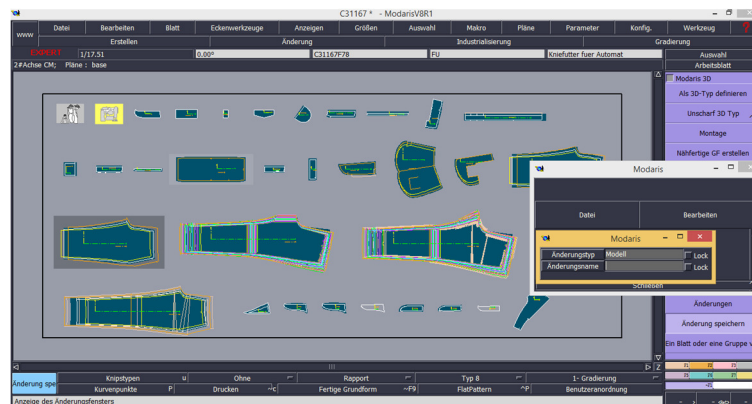 C31167 * - ModarisV8R1
www Datei Bearbeiten Blatt Eckenwerkzeuge Anzeigen Größen Auswahl Makro Pläne Parameter Konfig. Werkzeug ?
Erstellen Änderung Industrialisierung Gradierung
EXPERT 1/17.51 0.00° C31167F78 FU Kniefutter fuer Automat Auswahl
2#Achse CM; Pläne : base Arbeitsblatt
Modaris 3D
Als 3D-Typ definieren
Unscharf 3D Typ
Montage
Nähfertige GF erstellen
Modaris
Datei Bearbeiten
Modaris
Änderungstyp Modell Lock
Änderungsname Lock
Schließen
Änderungen
Änderung speichern
Ein Blatt oder eine Gruppe v
Änderung spe Knipstypen u Ohne Rapport Typ 8 1- Gradierung
Kurvenpunkte P Drucken ~c Fertige Grundform ~F9 FlatPattern ^P Benutzeranordnung
Anzeige des Änderungsfensters